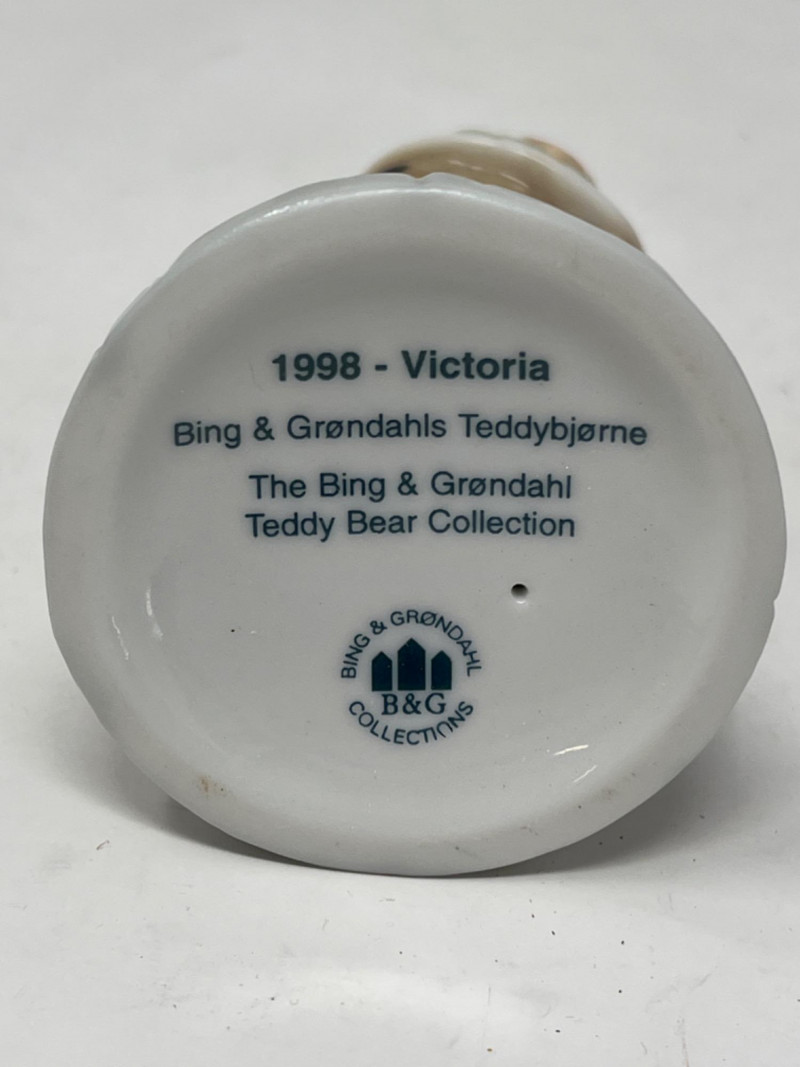 1998 - Victoria
Bing & Grøndahls Teddybjørne
The Bing & Grøndahl
Teddy Bear Collection
BING & GRØNDAHL
B&G
COLLECTIONS